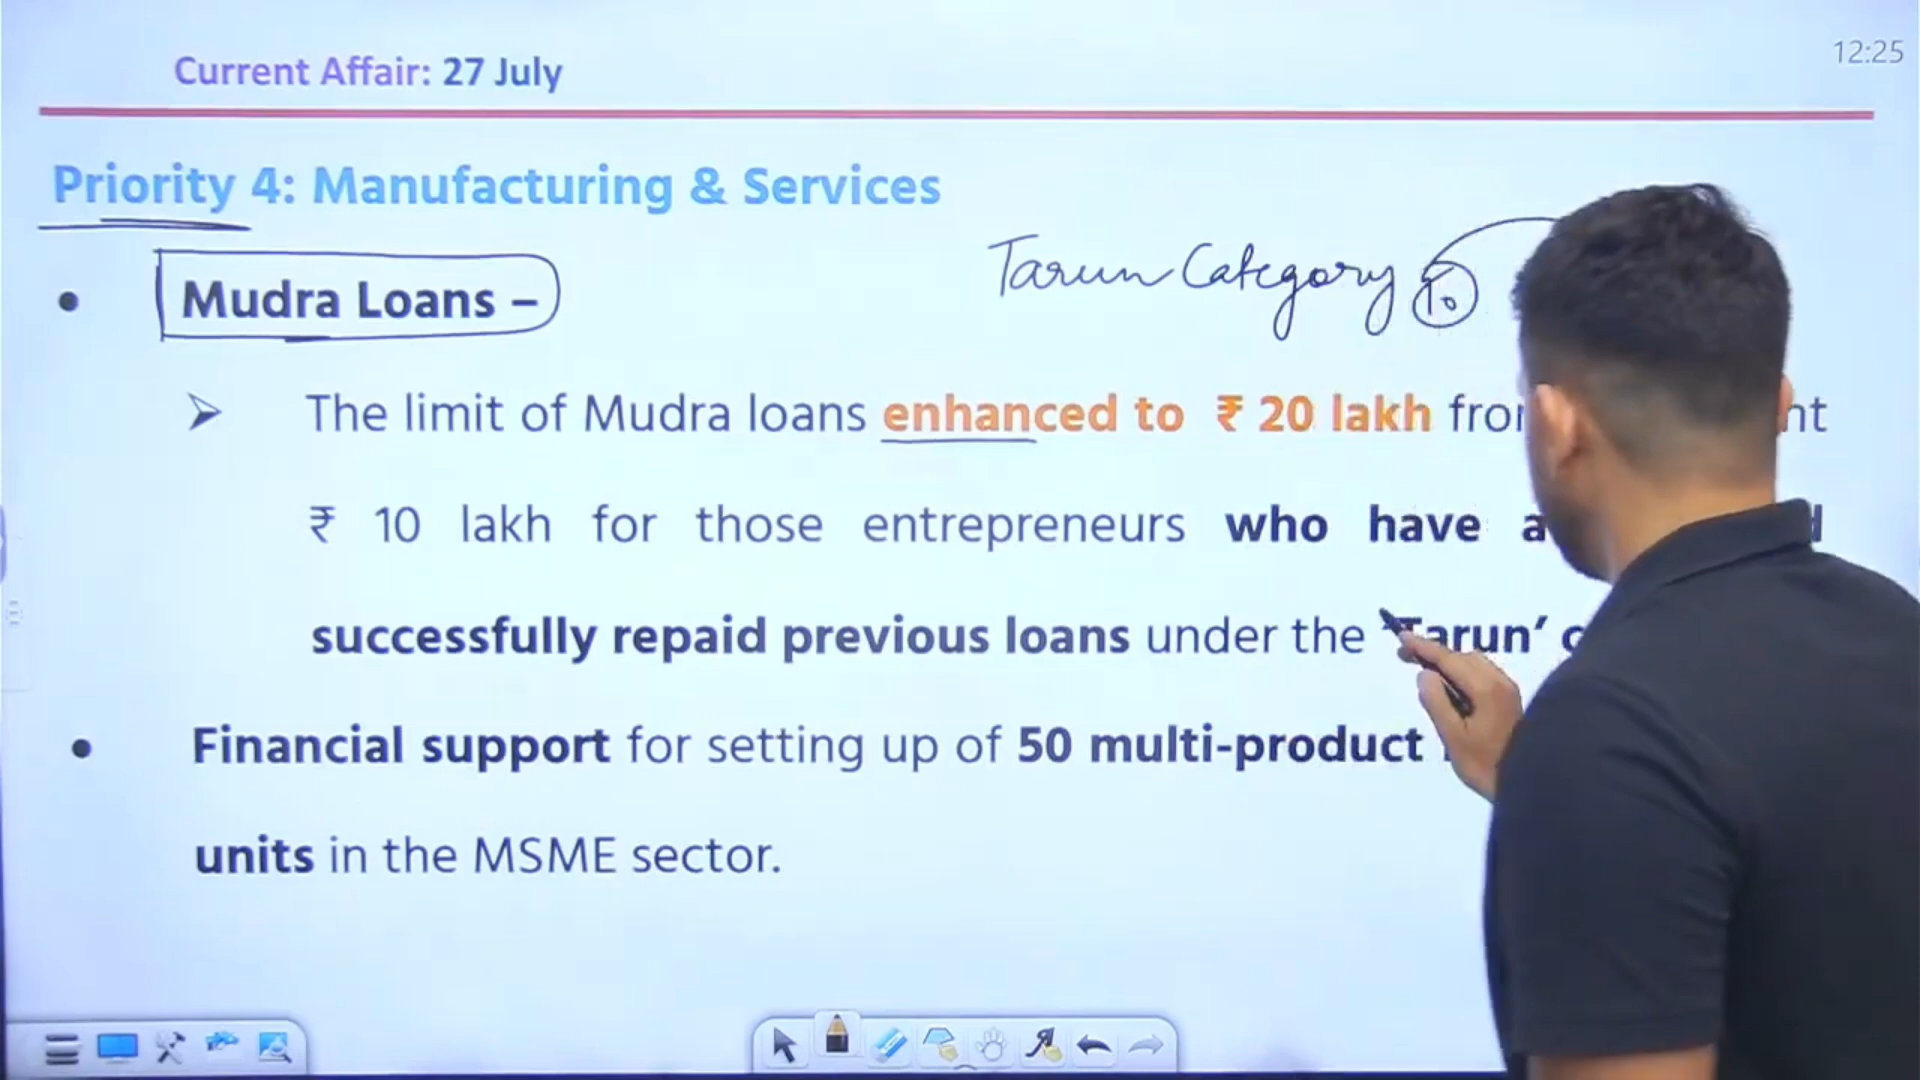 12:25
Current Affair: 27 July
Priority 4: Manufacturing & Services
Tarun Category 10
• Mudra Loans –
➤ The limit of Mudra loans enhanced to ₹ 20 lakh
₹ 10 lakh for those entrepreneurs who have
successfully repaid previous loans under the ‘Tarun’
• Financial support for setting up of 50 multi-product
units in the MSME sector.